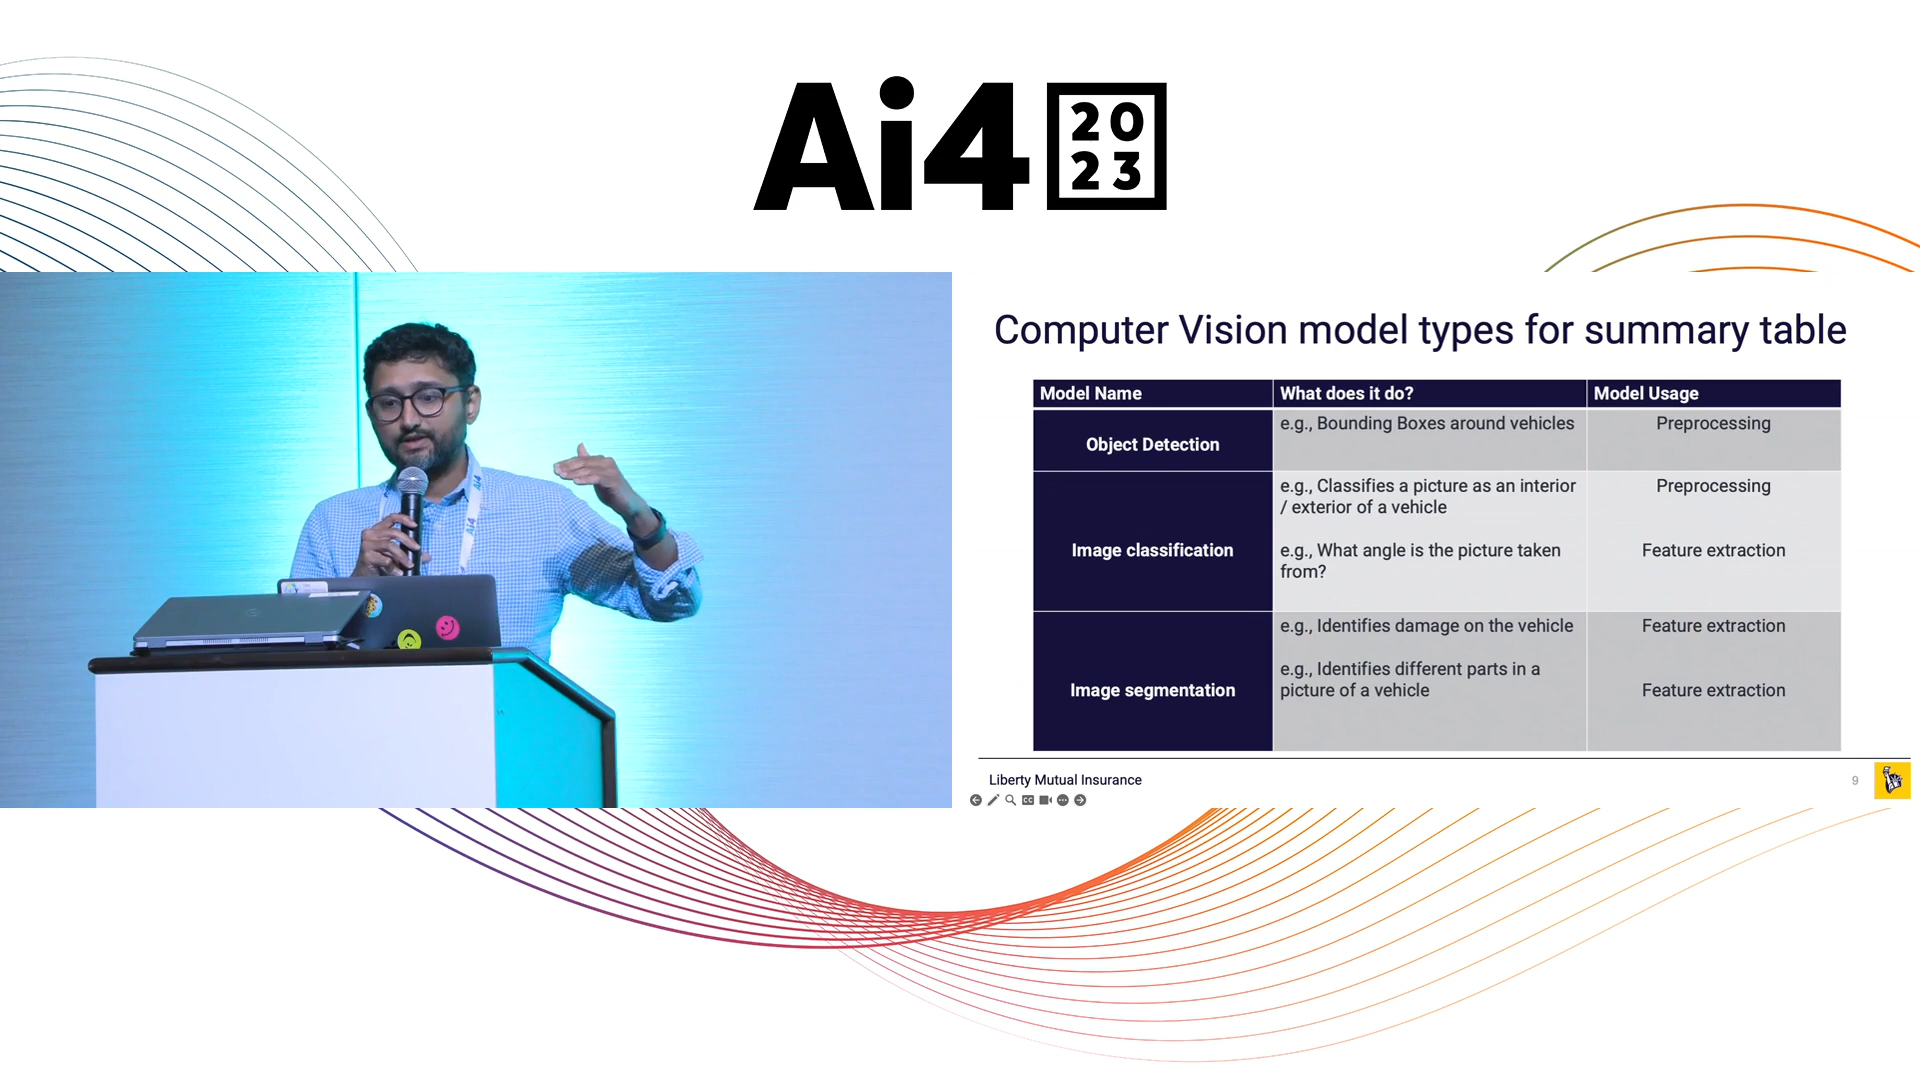 Ai4 20
23
Computer Vision model types for summary table
Model Name What does it do? Model Usage
Object Detection e.g., Bounding Boxes around vehicles Preprocessing
Image classification
e.g., Classifies a picture as an interior
/ exterior of a vehicle
Preprocessing
e.g., What angle is the picture taken
from?
Feature extraction
Image segmentation
e.g., Identifies damage on the vehicle
Feature extraction
e.g., Identifies different parts in a
picture of a vehicle
Feature extraction
Liberty Mutual Insurance 9
CC
Ai4
Ai4